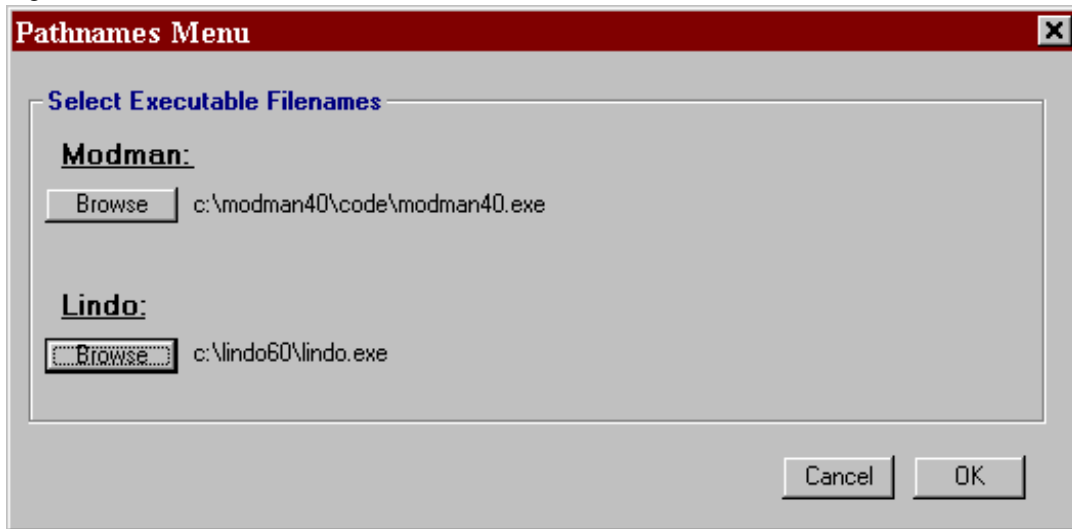 Pathnames Menu
Select Executable Filenames
Modman:
Browse c:\modman40\code\modman40.exe
Lindo:
Browse c:\lindo60\lindo.exe
Cancel OK